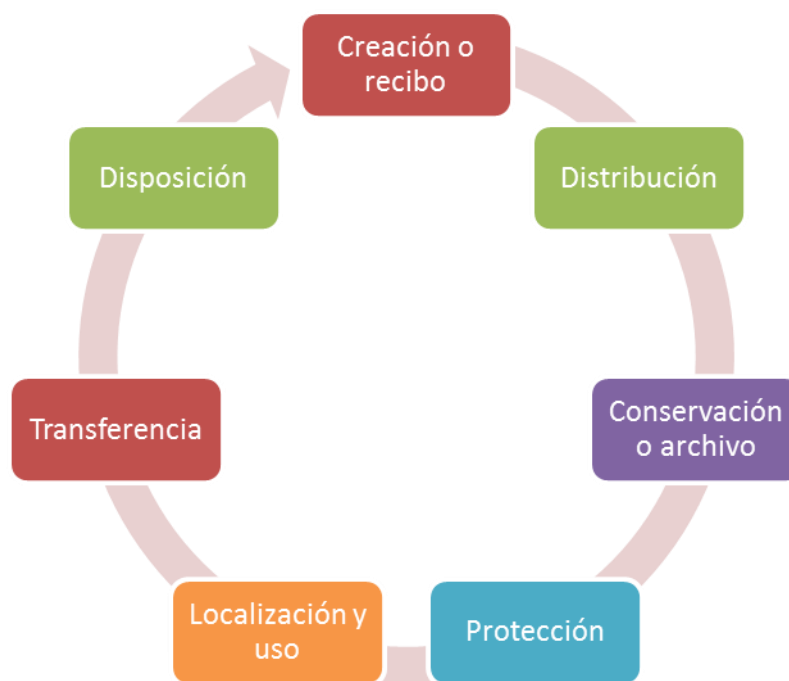 Creación o
recibo
Distribución
Conservación
o archivo
Protección
Localización y
uso
Transferencia
Disposición